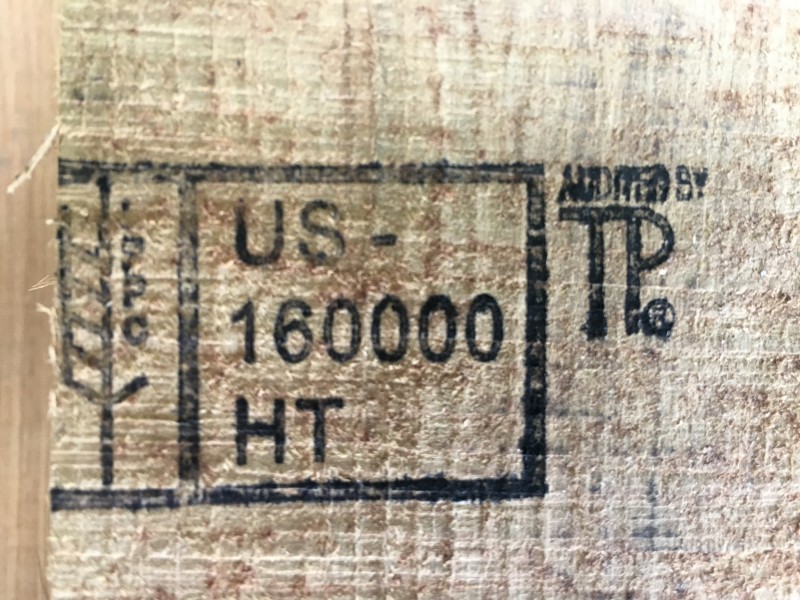 IPPC
US -
160000
HT
AUDITED BY
TP®